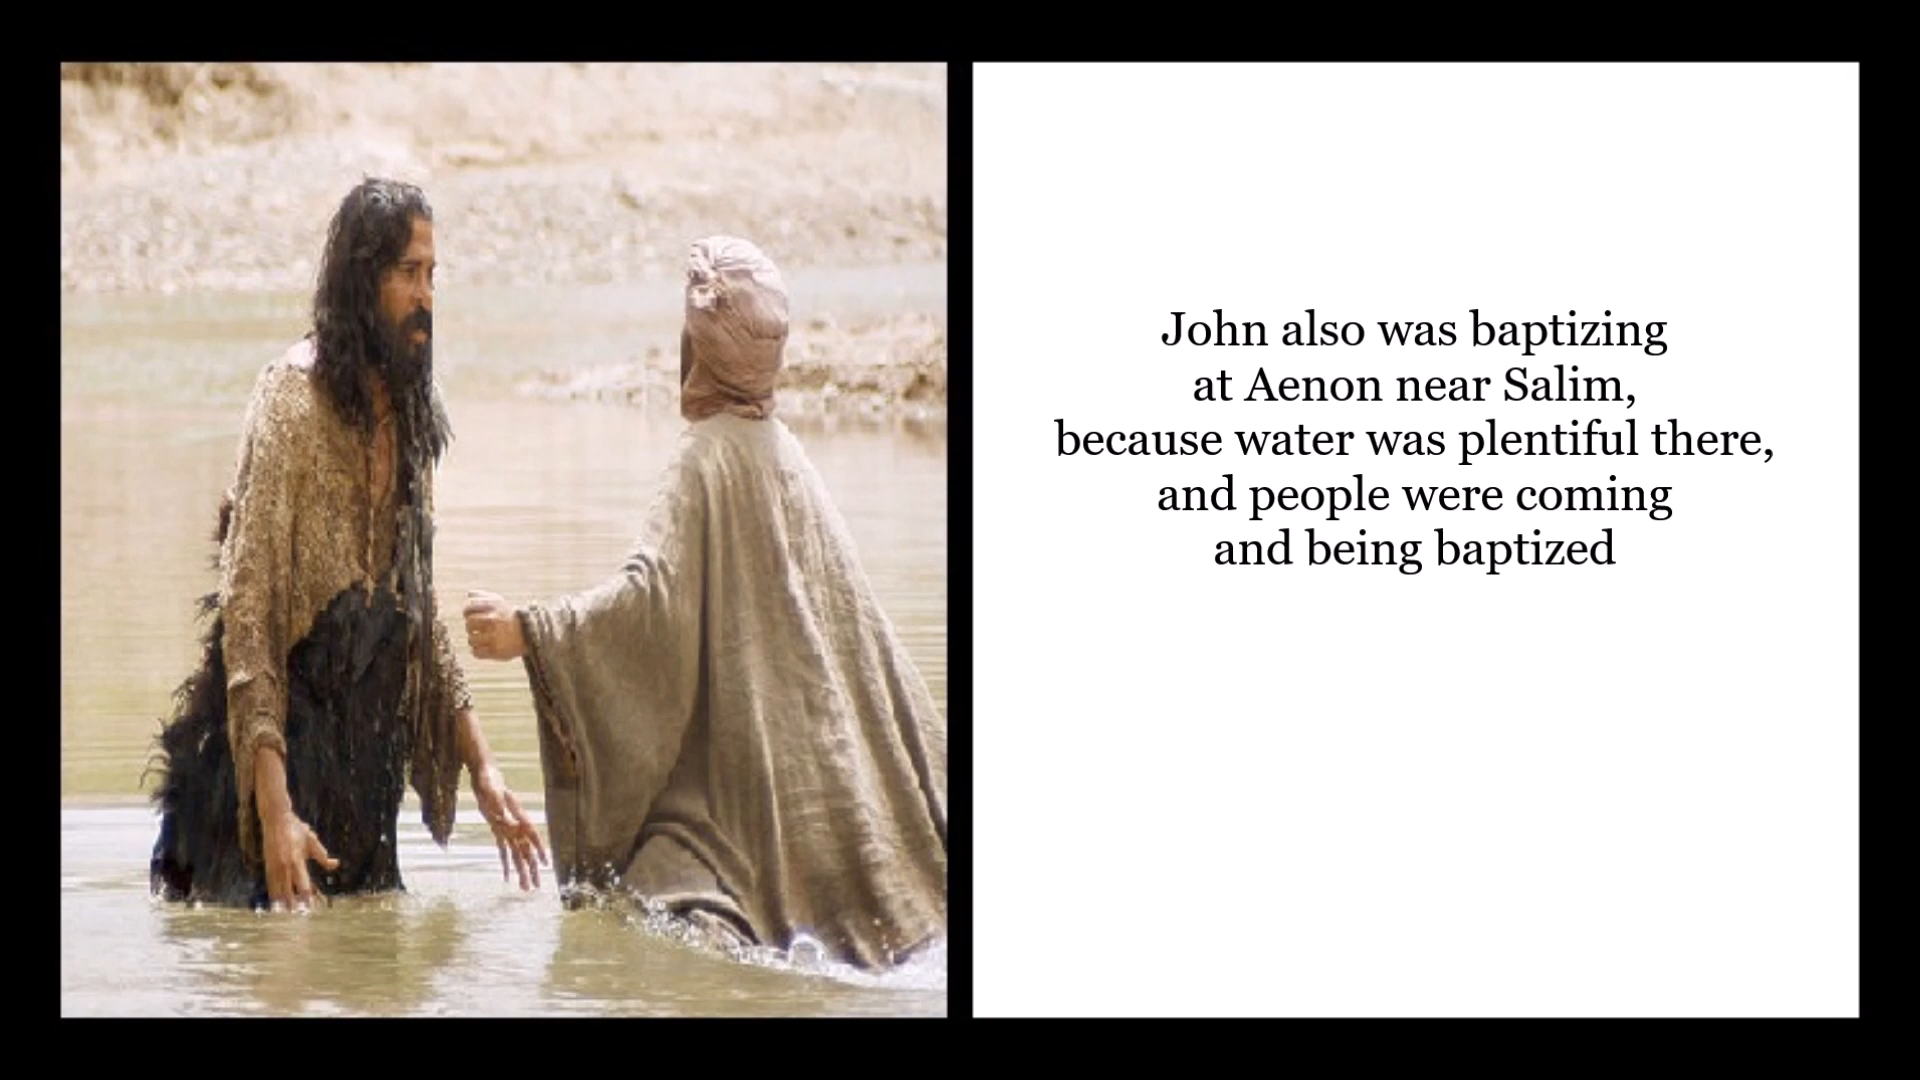 John also was baptizing
at Aenon near Salim,
because water was plentiful there,
and people were coming
and being baptized